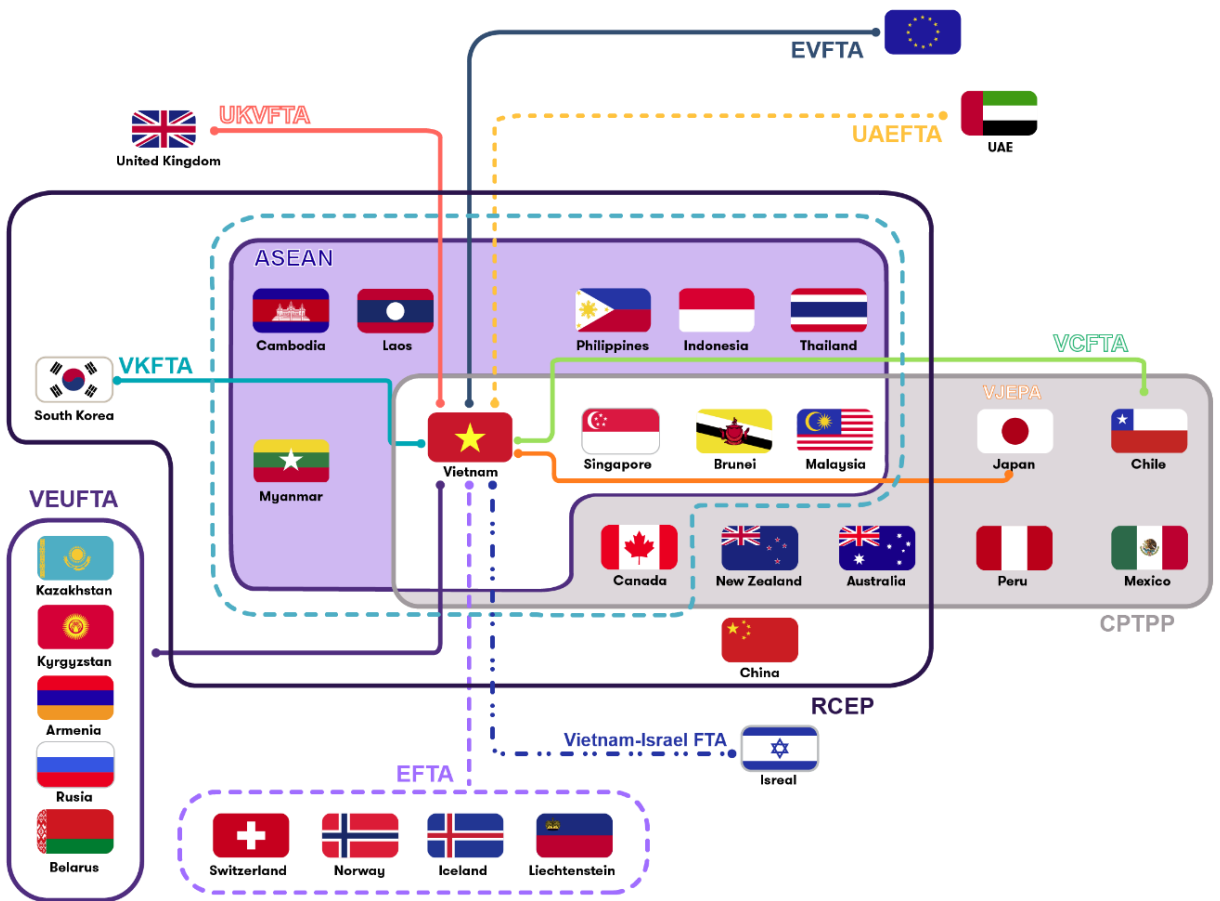 EVFTA
UKVFTA
UAEFTA
United Kingdom
UAE
ASEAN
Cambodia
Laos
Philippines
Indonesia
Thailand
VCFTA
VKFTA
VJEPA
South Korea
Singapore
Brunei
Malaysia
Japan
Chile
Vietnam
Myanmar
VEUFTA
Canada
New Zealand
Australia
Peru
Mexico
Kazakhstan
CPTPP
Kyrgyzstan
China
RCEP
Armenia
Vietnam-Israel FTA
EFTA
Isreal
Rusia
Belarus
Switzerland
Norway
Iceland
Liechtenstein